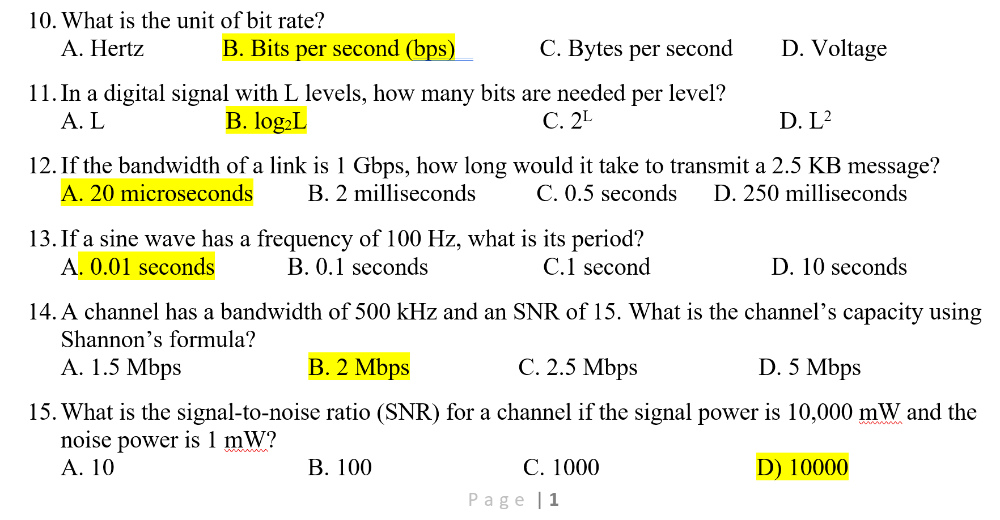 10. What is the unit of bit rate?
A. Hertz B. Bits per second (bps) C. Bytes per second D. Voltage
11. In a digital signal with L levels, how many bits are needed per level?
A. L B. log₂L C. 2ᴸ D. L²
12. If the bandwidth of a link is 1 Gbps, how long would it take to transmit a 2.5 KB message?
A. 20 microseconds B. 2 milliseconds C. 0.5 seconds D. 250 milliseconds
13. If a sine wave has a frequency of 100 Hz, what is its period?
A. 0.01 seconds B. 0.1 seconds C.1 second D. 10 seconds
14. A channel has a bandwidth of 500 kHz and an SNR of 15. What is the channel’s capacity using
Shannon’s formula?
A. 1.5 Mbps B. 2 Mbps C. 2.5 Mbps D. 5 Mbps
15. What is the signal-to-noise ratio (SNR) for a channel if the signal power is 10,000 mW and the
noise power is 1 mW?
A. 10 B. 100 C. 1000 D) 10000
Page | 1